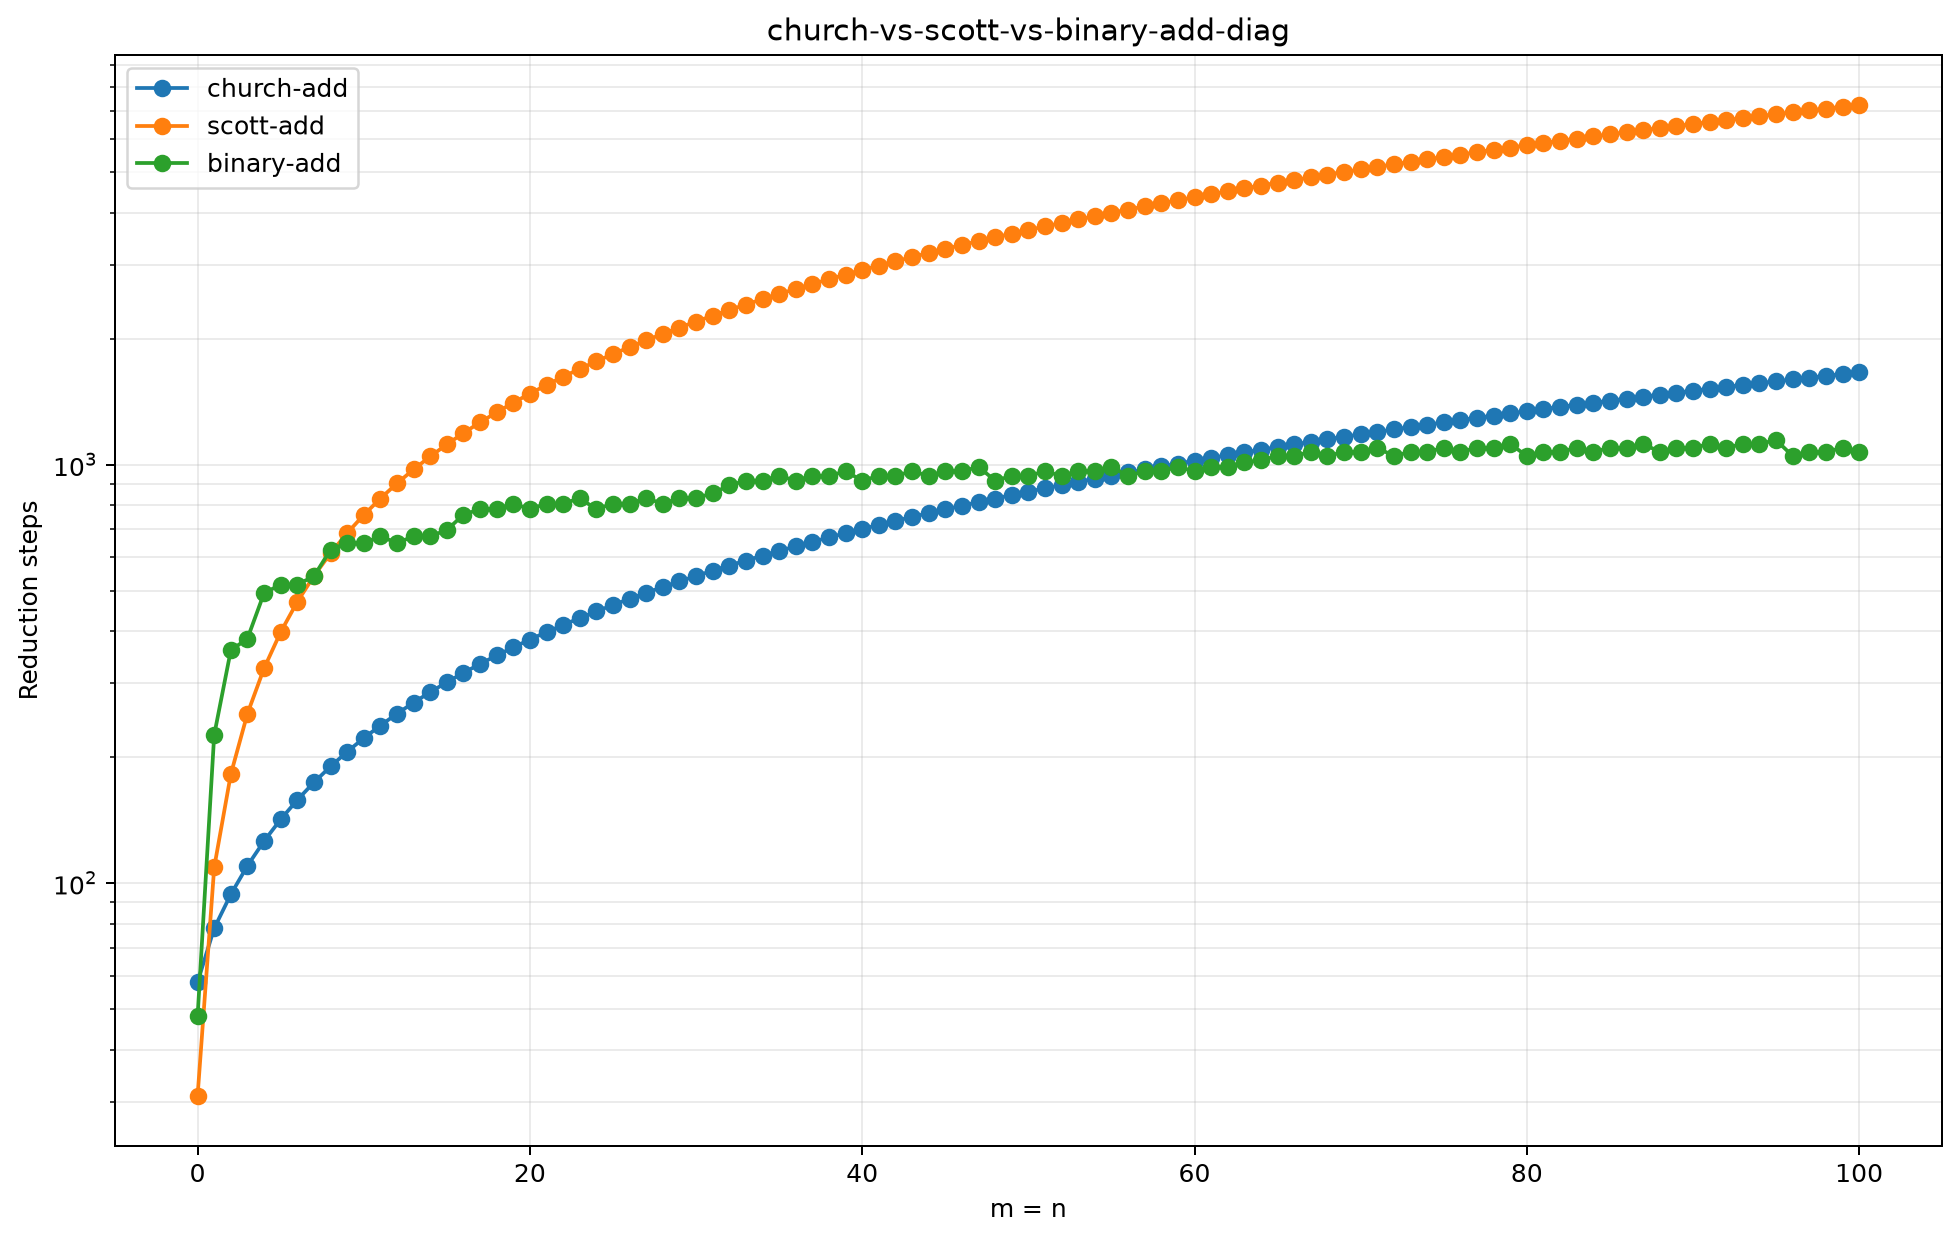 church-vs-scott-vs-binary-add-diag
church-add
scott-add
binary-add
Reduction steps
10³
10²
0 20 40 60 80 100
m = n